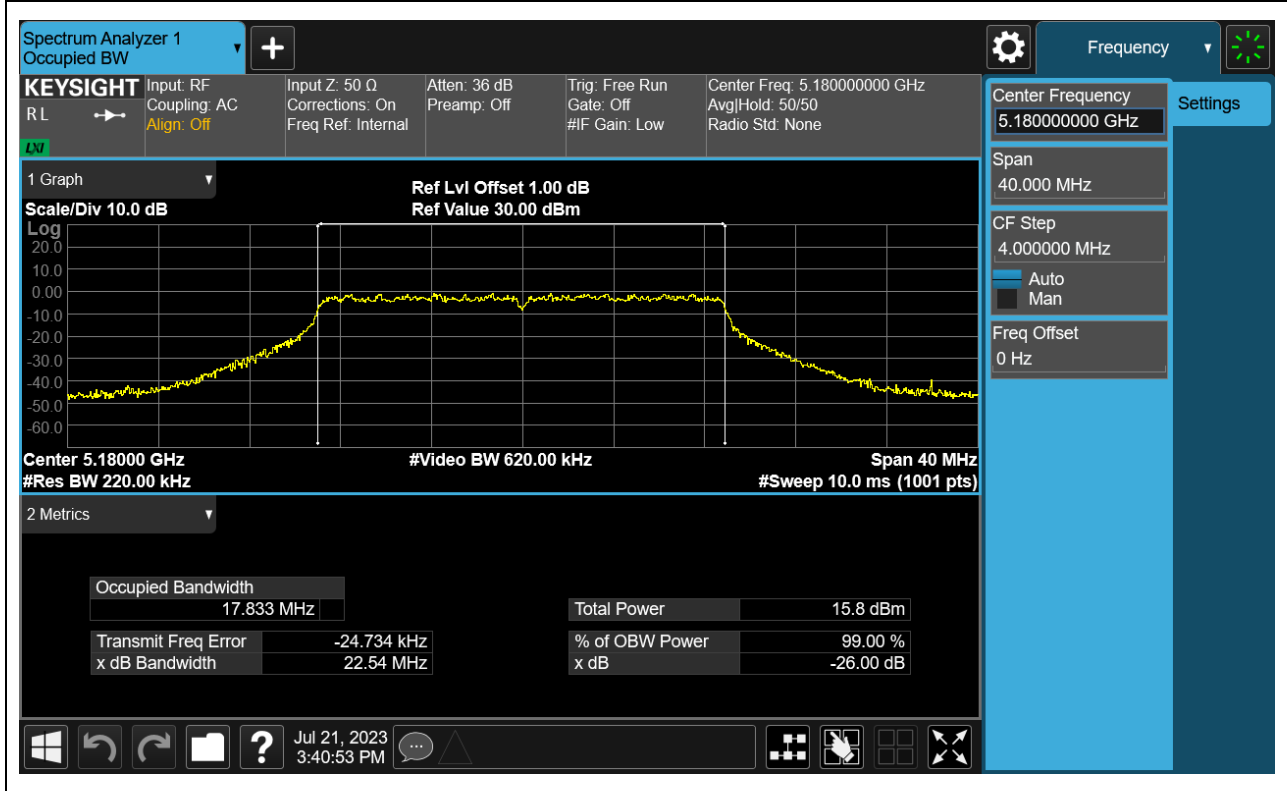 Spectrum Analyzer 1
Occupied BW
Frequency
KEYSIGHT
R L
LXI
Input: RF
Coupling: AC
Align: Off
Input Z: 50 Ω
Corrections: On
Freq Ref: Internal
Atten: 36 dB
Preamp: Off
Trig: Free Run
Gate: Off
#IF Gain: Low
Center Freq: 5.180000000 GHz
Avg|Hold: 50/50
Radio Std: None
Center Frequency
5.180000000 GHz
Settings
Span
40.000 MHz
CF Step
4.000000 MHz
Auto
Man
Freq Offset
0 Hz
1 Graph
Scale/Div 10.0 dB
Ref Lvl Offset 1.00 dB
Ref Value 30.00 dBm
Log
20.0
10.0
0.00
-10.0
-20.0
-30.0
-40.0
-50.0
-60.0
Center 5.18000 GHz
#Video BW 620.00 kHz
Span 40 MHz
#Res BW 220.00 kHz
#Sweep 10.0 ms (1001 pts)
2 Metrics
Occupied Bandwidth
17.833 MHz
Total Power 15.8 dBm
Transmit Freq Error -24.734 kHz
% of OBW Power 99.00 %
x dB Bandwidth 22.54 MHz
x dB -26.00 dB
?
Jul 21, 2023
3:40:53 PM